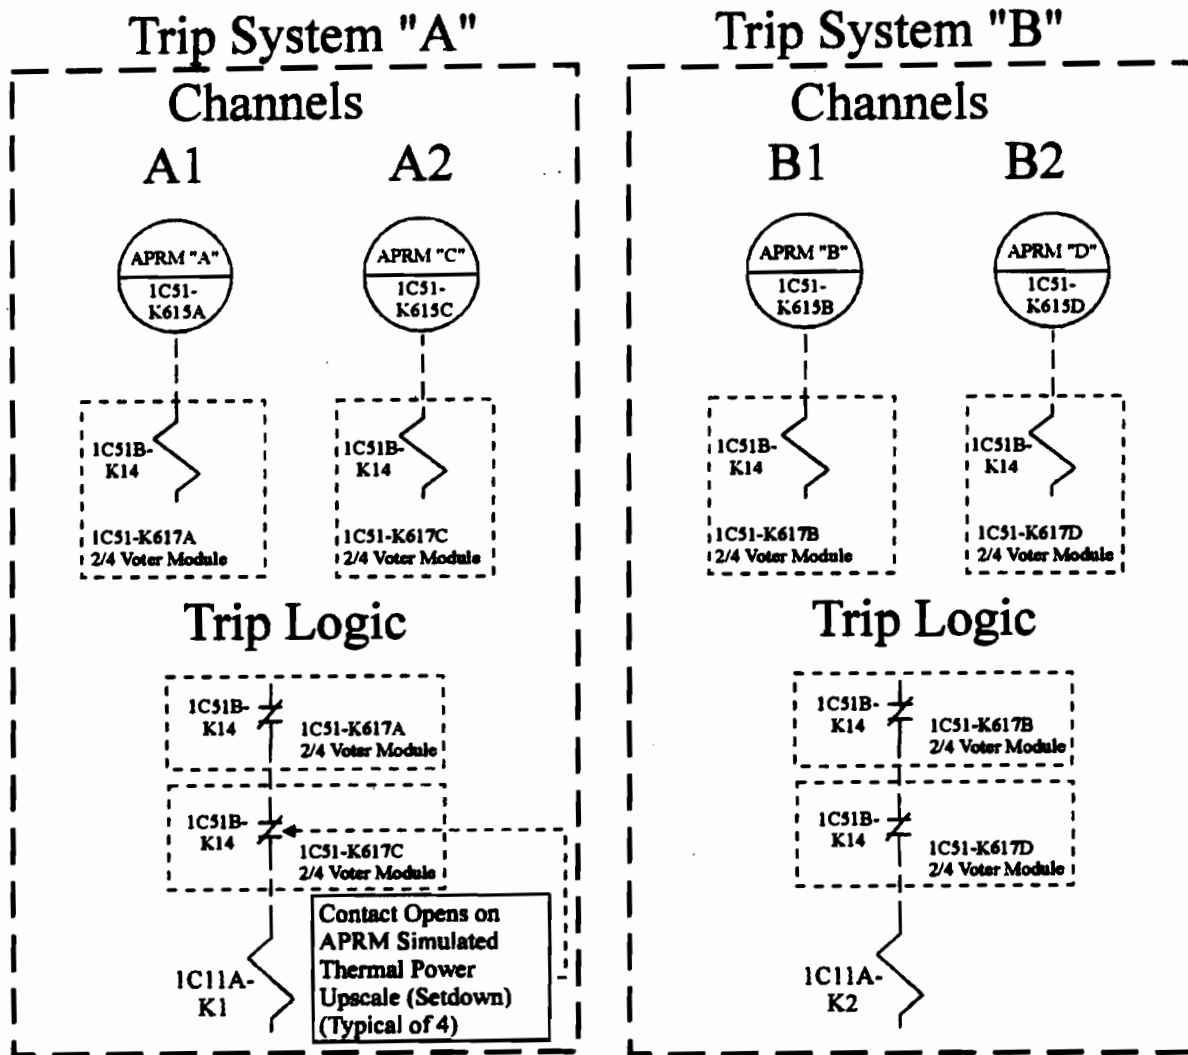 Trip System "A"
Channels
A1
A2
APRM "A"
1C51-
K615A
APRM "C"
1C51-
K615C
1C51B-
K14
1C51-K617A
2/4 Voter Module
1C51B-
K14
1C51-K617C
2/4 Voter Module
Trip Logic
1C51B-
K14
1C51-K617A
2/4 Voter Module
1C51B-
K14
1C51-K617C
2/4 Voter Module
Contact Opens on
APRM Simulated
Thermal Power
Upscale (Setdown)
(Typical of 4)
1C11A-
K1
Trip System "B"
Channels
B1
B2
APRM "B"
1C51-
K615B
APRM "D"
1C51-
K615D
1C51B-
K14
1C51-K617B
2/4 Voter Module
1C51B-
K14
1C51-K617D
2/4 Voter Module
Trip Logic
1C51B-
K14
1C51-K617B
2/4 Voter Module
1C51B-
K14
1C51-K617D
2/4 Voter Module
1C11A-
K2